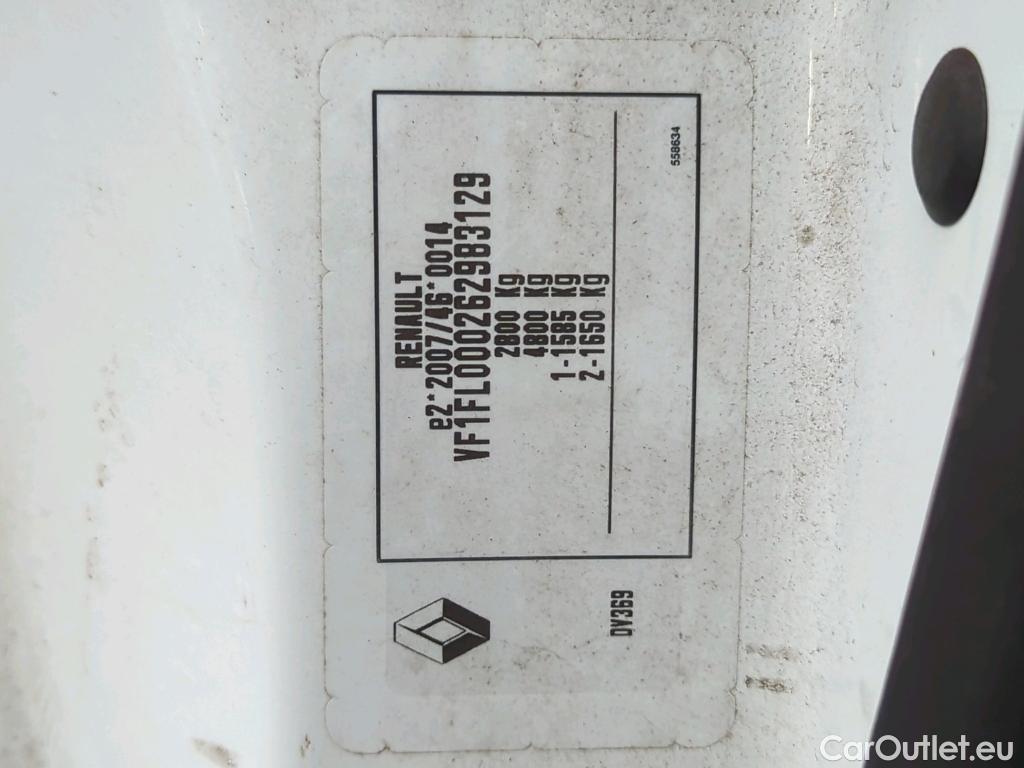 RENAULT
e2*2007/46*0014
VF1FL000262983129
2800 Kg
4800 Kg
1-1585 Kg
2-1650 Kg
558634
DV369
CarOutlet.eu